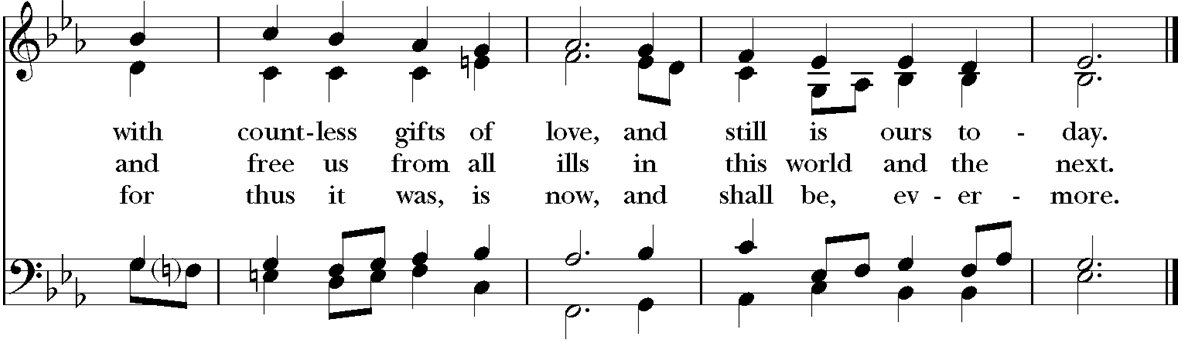 with count-less gifts of love, and still is ours to - day.
and free us from all ills in this world and the next.
for thus it was, is now, and shall be, ev - er - more.